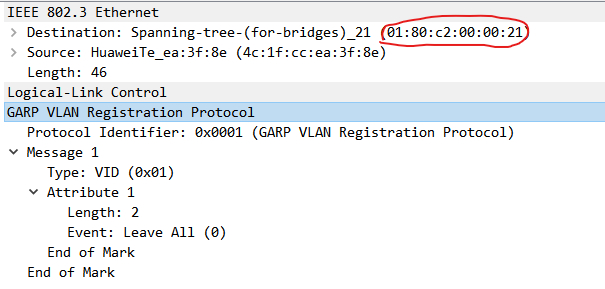 IEEE 802.3 Ethernet
Destination: Spanning-tree-(for-bridges)_21 (01:80:c2:00:00:21)
Source: HuaweiTe_ea:3f:8e (4c:1f:cc:ea:3f:8e)
Length: 46
Logical-Link Control
GARP VLAN Registration Protocol
Protocol Identifier: 0x0001 (GARP VLAN Registration Protocol)
Message 1
Type: VID (0x01)
Attribute 1
Length: 2
Event: Leave All (0)
End of Mark
End of Mark